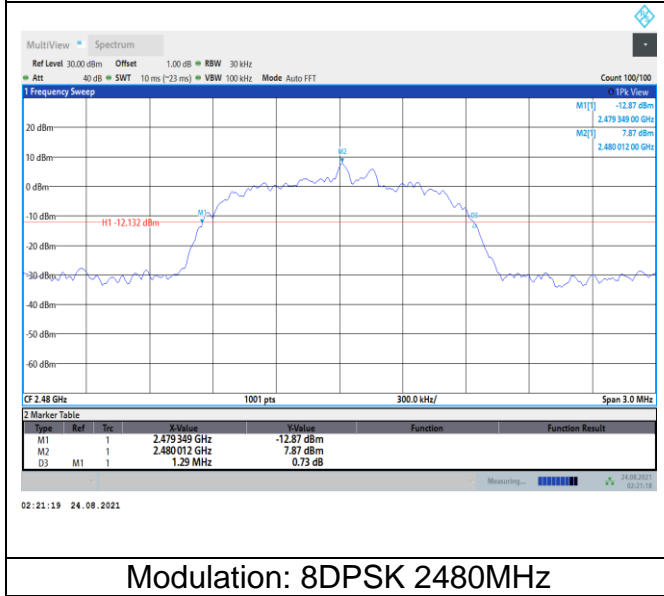 MultiView Spectrum
Ref Level 30.00 dBm Offset 1.00 dB RBW 30 kHz
Att 40 dB SWT 10 ms (~23 ms) VBW 100 kHz Mode Auto FFT Count 100/100
1 Frequency Sweep 1Pk View
M1[1] -12.87 dBm
2.479 349 00 GHz
M2[1] 7.87 dBm
2.480 012 00 GHz
20 dBm
10 dBm
M2
0 dBm
-10 dBm
M1
D3
H1 -12.132 dBm
-20 dBm
-30 dBm
-40 dBm
-50 dBm
-60 dBm
CF 2.48 GHz 1001 pts 300.0 kHz/ Span 3.0 MHz
2 Marker Table
Type Ref Trc X-Value Y-Value Function Function Result
M1 1 2.479 349 GHz -12.87 dBm
M2 1 2.480 012 GHz 7.87 dBm
D3 M1 1 1.29 MHz 0.73 dB
Measuring... 24.08.2021
02:21:18
02:21:19 24.08.2021
Modulation: 8DPSK 2480MHz